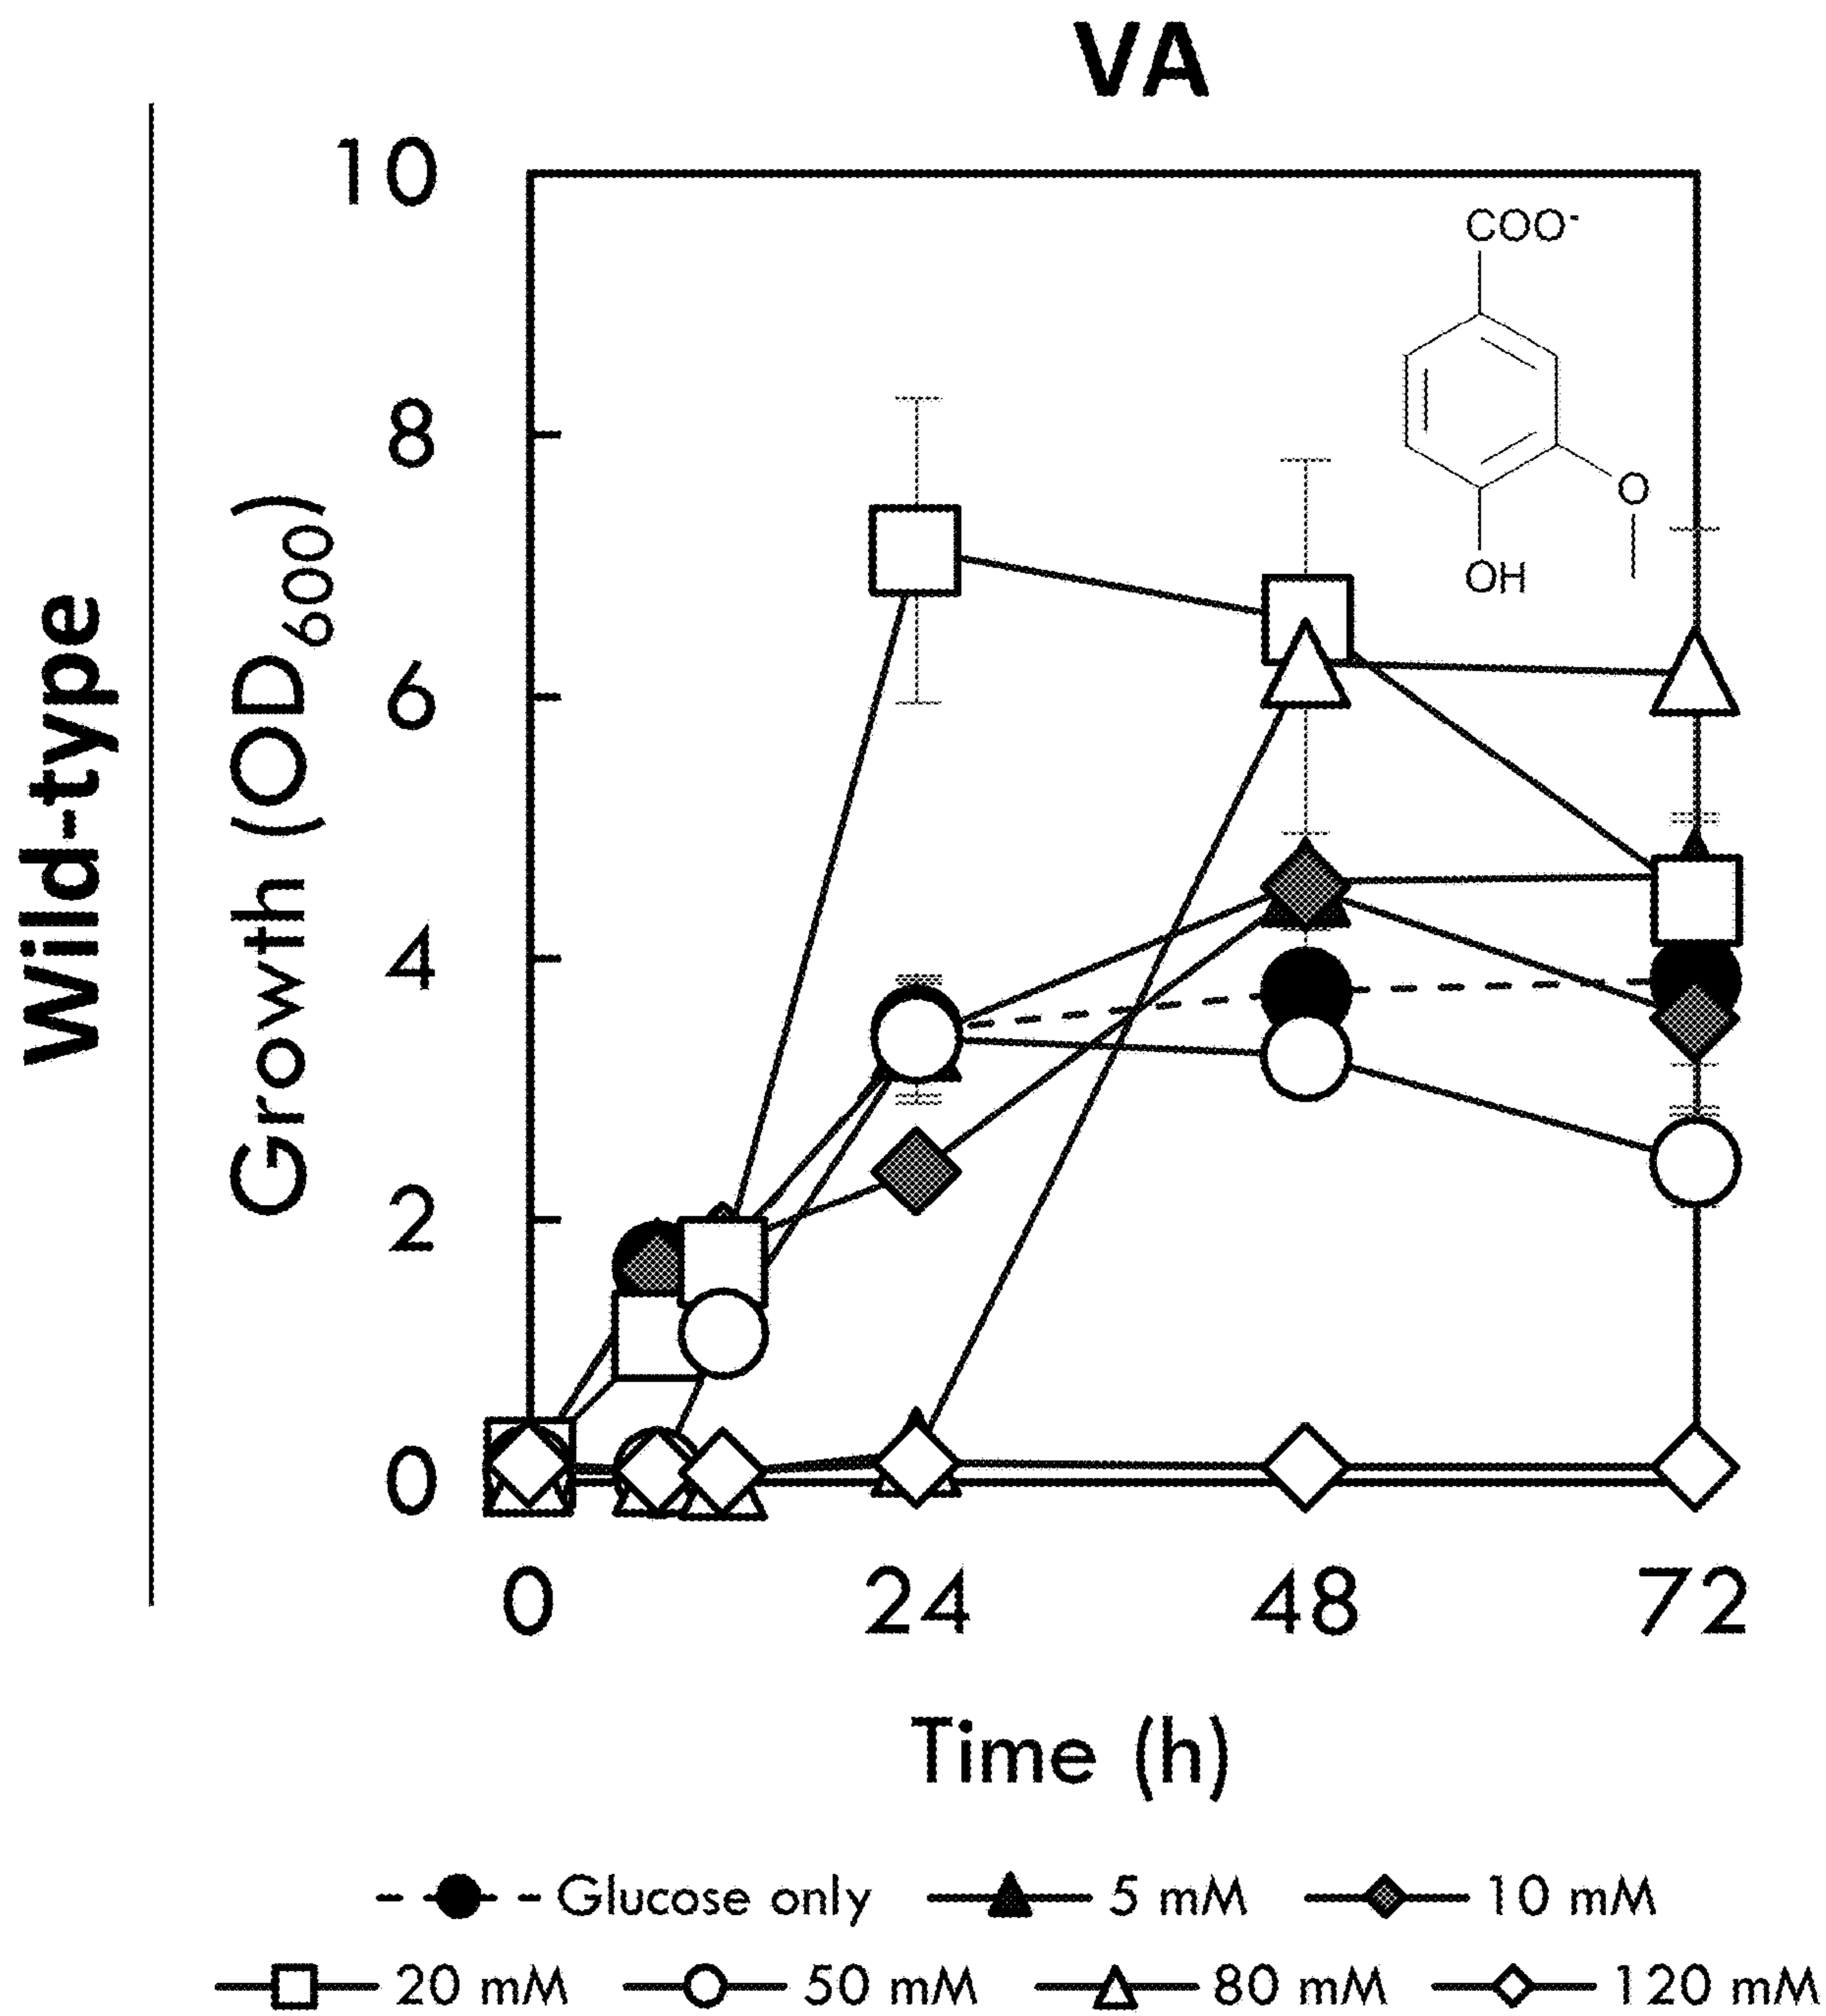 VA
Wild-type
Growth (OD600)
10
8
6
4
2
0
COO-
O
OH
0 24 48 72
Time (h)
Glucose only 5 mM 10 mM
20 mM 50 mM 80 mM 120 mM